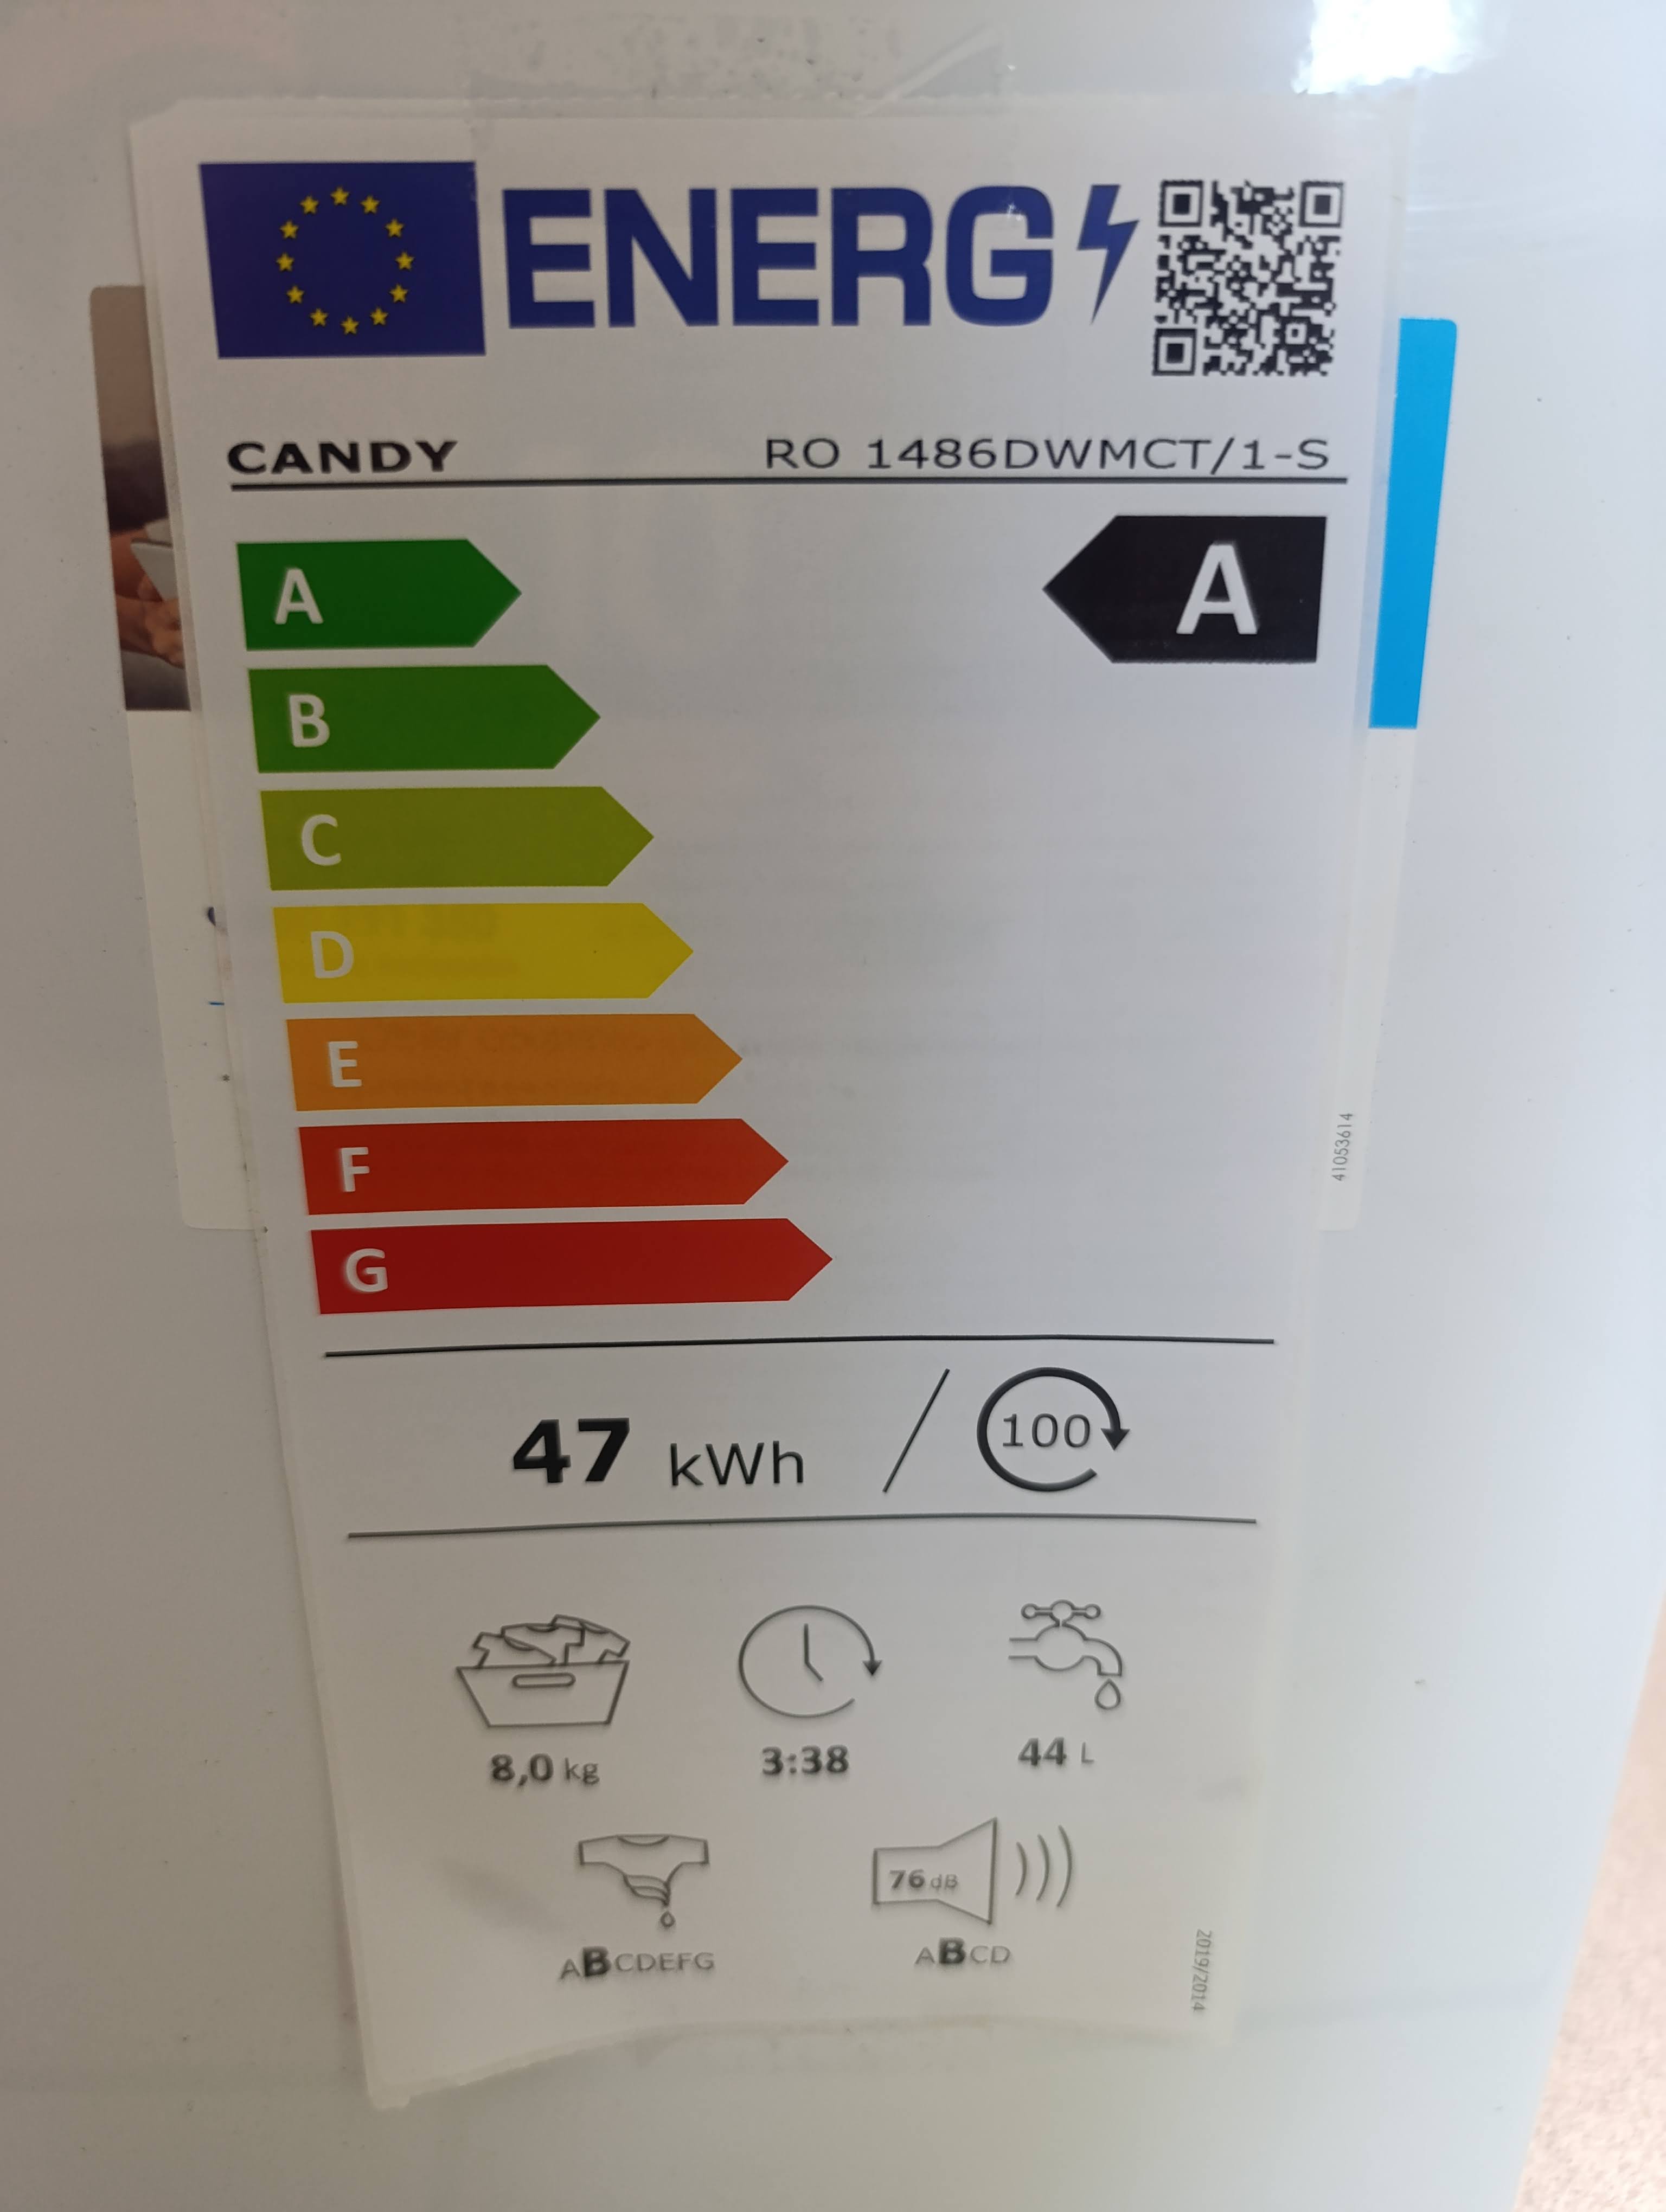 ENERG
CANDY RO 1486DWMCT/1-S
A
A
B
C
D
E
F
G
41053614
47 kWh / 100
8,0 kg 3:38 44 L
76 dB
ABCDEFG ABCD
2019/2014